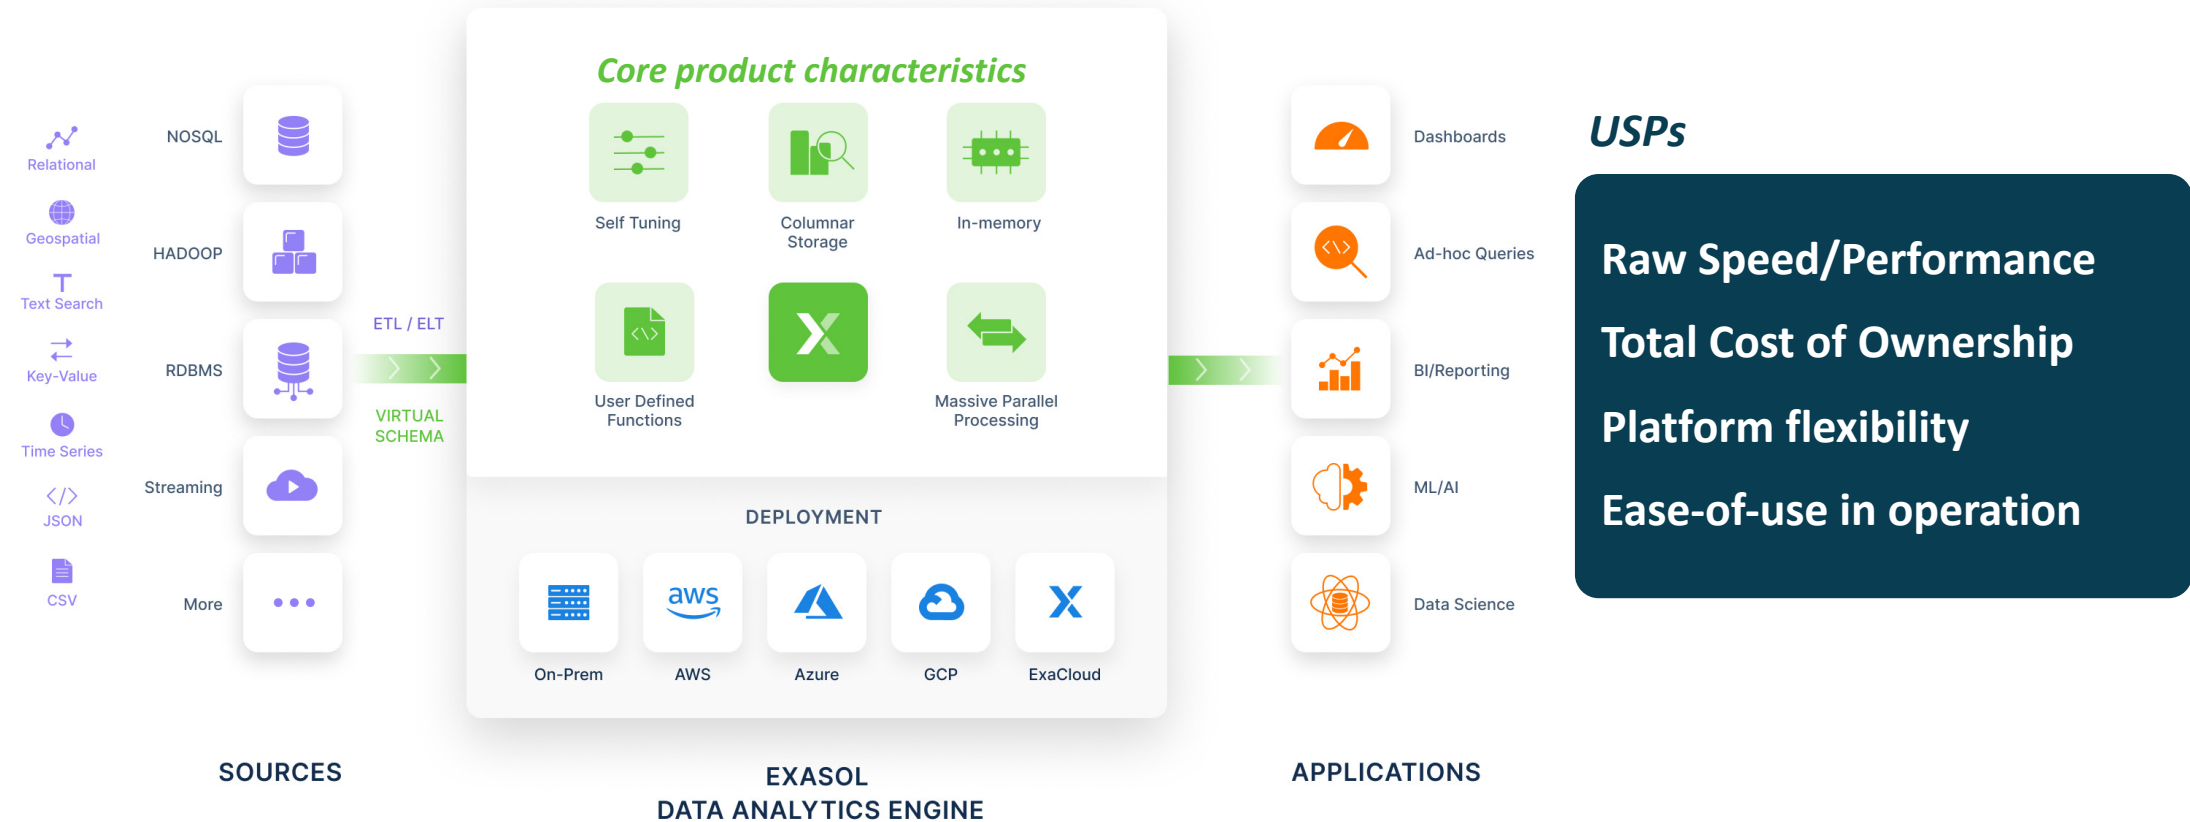 Relational
Geospatial
Text Search
Key-Value
Time Series
JSON
CSV
NOSQL
HADOOP
RDBMS
Streaming
More
SOURCES
ETL / ELT
VIRTUAL
SCHEMA
Core product characteristics
Self Tuning
Columnar
Storage
In-memory
User Defined
Functions
Massive Parallel
Processing
DEPLOYMENT
aws
On-Prem
AWS
Azure
GCP
ExaCloud
EXASOL
DATA ANALYTICS ENGINE
Dashboards
Ad-hoc Queries
BI/Reporting
ML/AI
Data Science
APPLICATIONS
USPs
Raw Speed/Performance
Total Cost of Ownership
Platform flexibility
Ease-of-use in operation